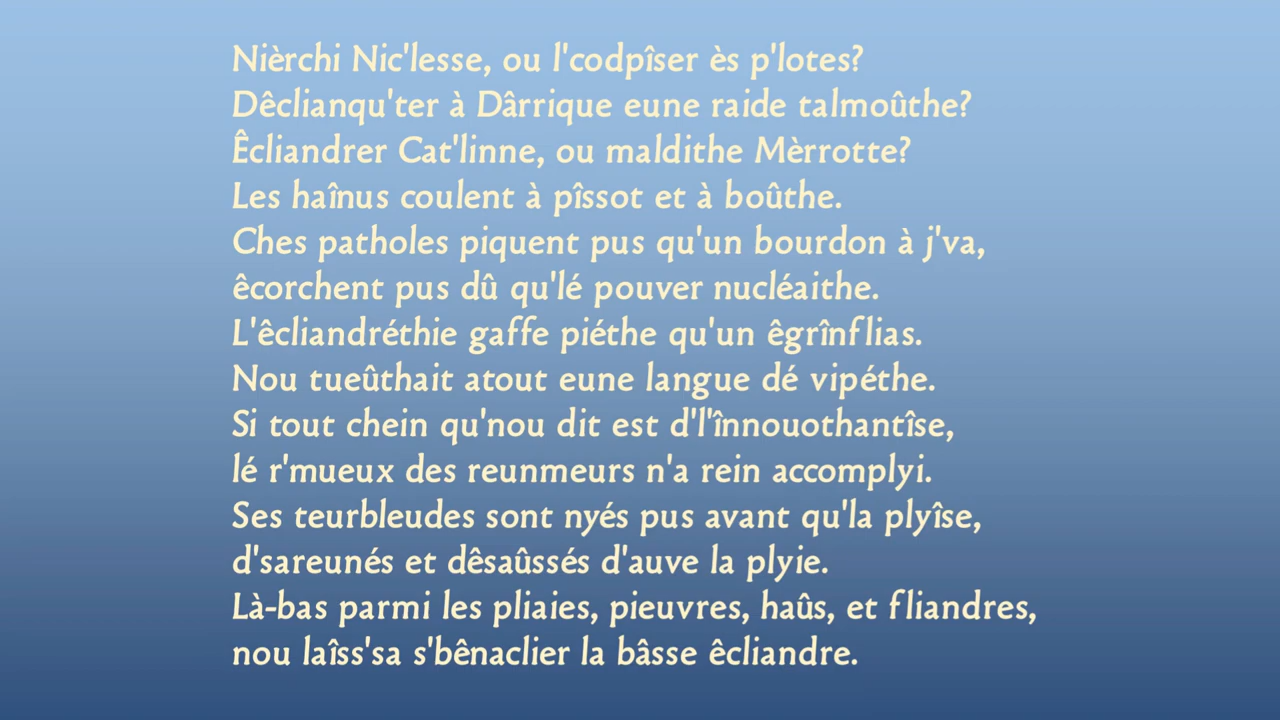 Nièrchi Nic'lesse, ou l'codpîser ès p'lotes?
Dêclianqu'ter à Dârrique eune raide talmoûthe?
Êcliandrer Cat'linne, ou maldithe Mèrrotte?
Les haînus coulent à pîssot et à boûthe.
Ches patholes piquent pus qu'un bourdon à j'va,
êcorchent pus dû qu'lé pouver nucléaithe.
L'êcliandréthie gaffe piéthe qu'un êgrînflias.
Nou tueûthait atout eune langue dé vipéthe.
Si tout chein qu'nou dit est d'l'înnouothantîse,
lé r'mueux des reunmeurs n'a rein accomplyi.
Ses teurbleudes sont nyés pus avant qu'la plyîse,
d'sareunés et dêsaûssés d'auve la plyie.
Là-bas parmi les pliaies, pieuvres, haûs, et fliandres,
nou laîss'sa s'bênaclier la bâsse êcliandre.